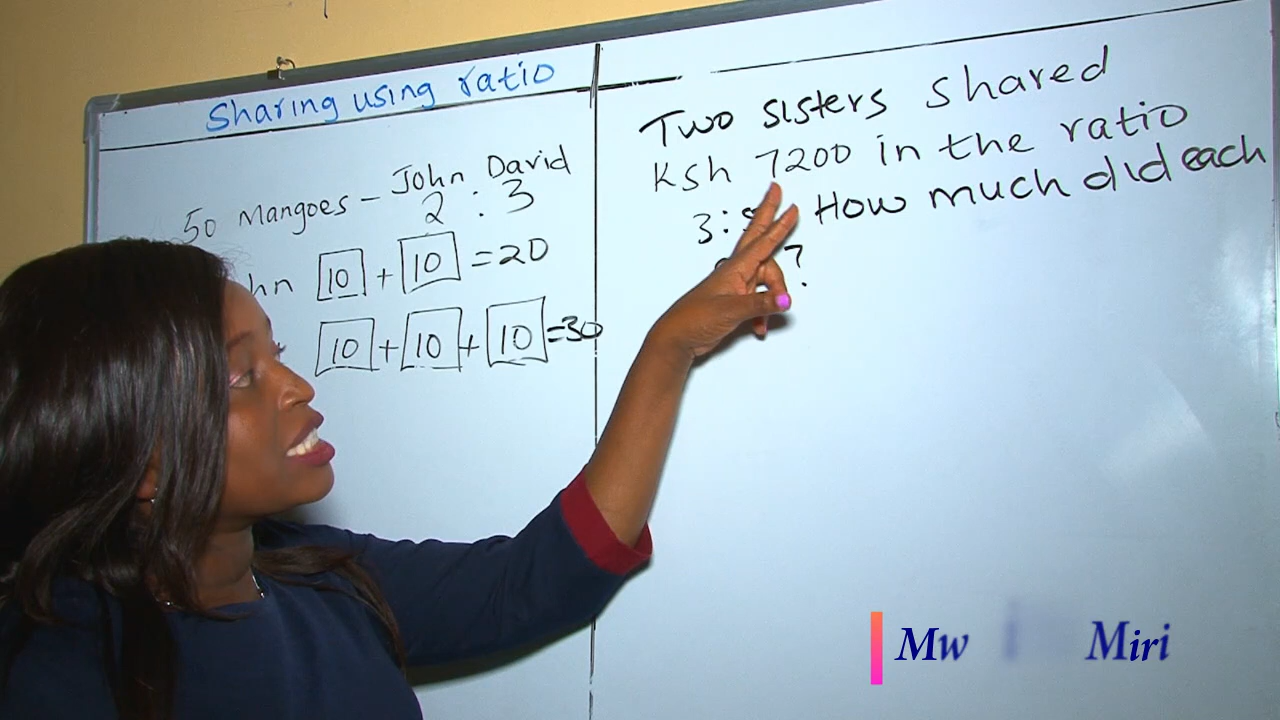 Sharing using ratio
50 Mangoes – John David
2 : 3
10 + 10 = 20
10 + 10 + 10 = 30
Two sisters shared
Ksh 7200 in the ratio
3: How much did each
?
Mw Miri